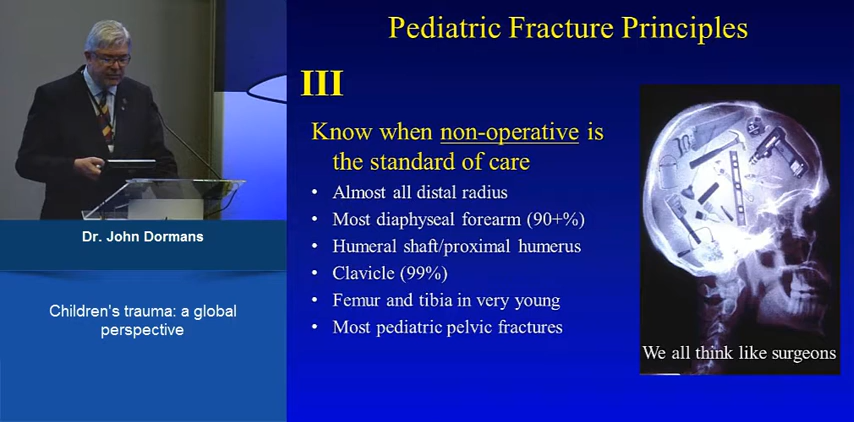 Pediatric Fracture Principles
III
Know when non-operative is
the standard of care
• Almost all distal radius
• Most diaphyseal forearm (90+%)
• Humeral shaft/proximal humerus
• Clavicle (99%)
• Femur and tibia in very young
• Most pediatric pelvic fractures
We all think like surgeons
Dr. John Dormans
Children's trauma: a global
perspective